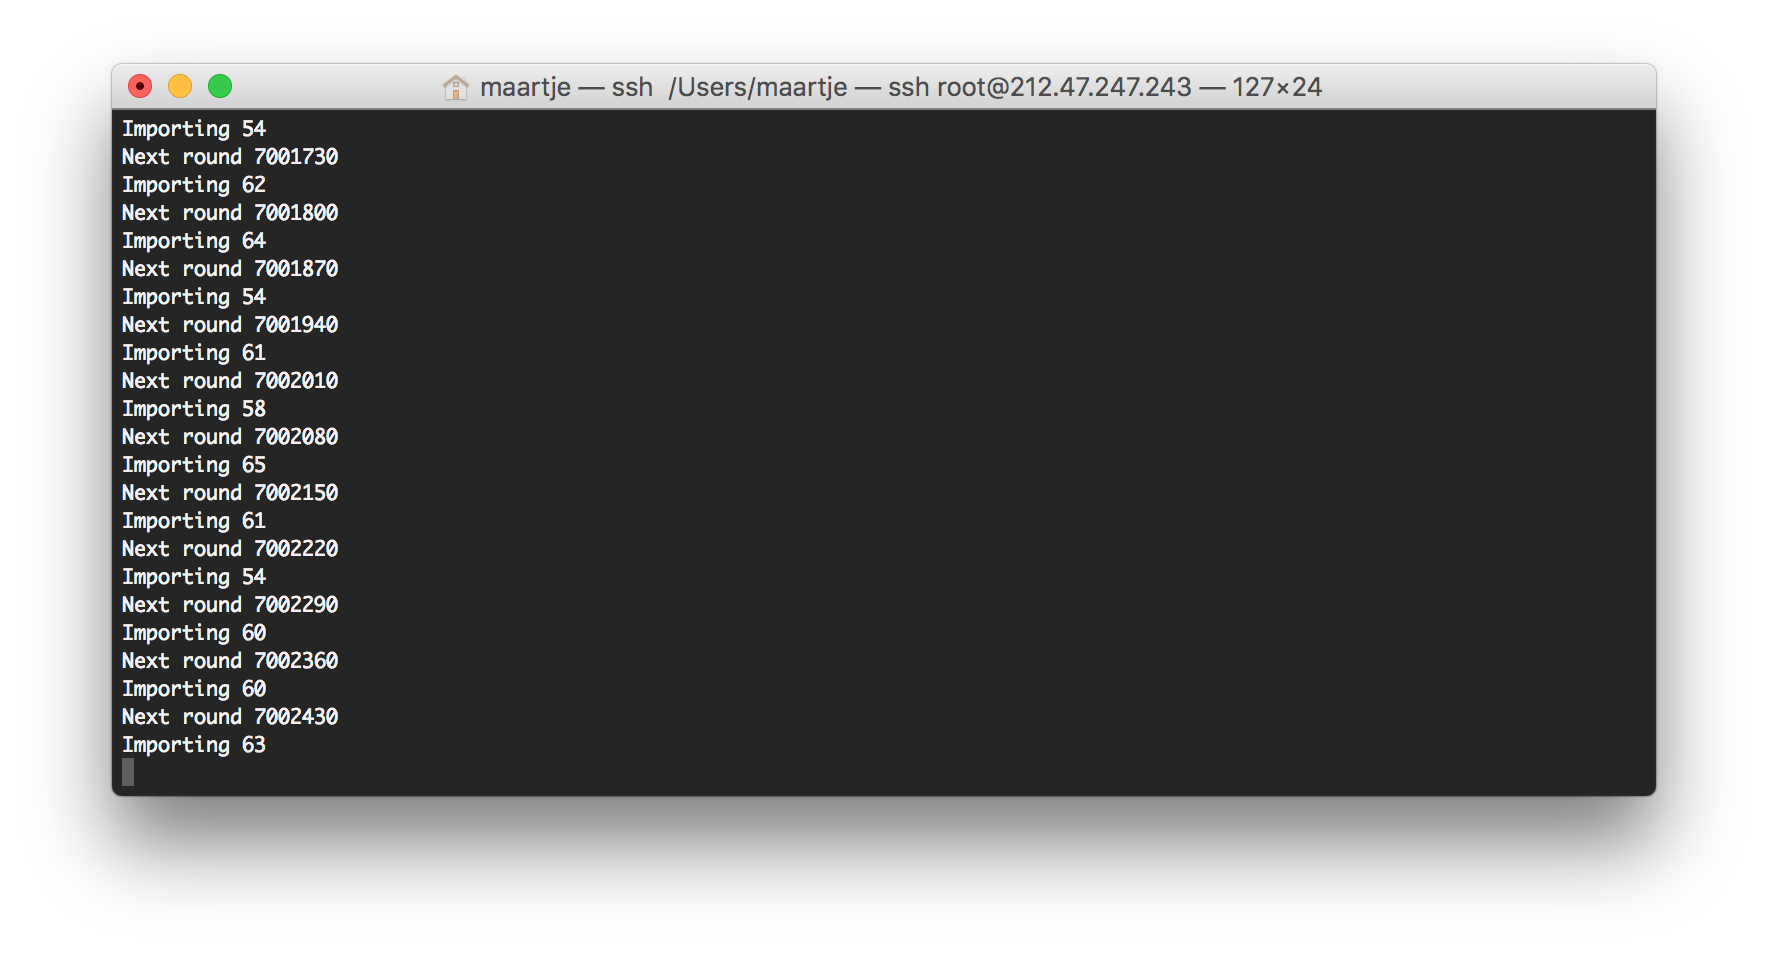 maartje — ssh /Users/maartje — ssh root@212.47.247.243 — 127×24
Importing 54
Next round 7001730
Importing 62
Next round 7001800
Importing 64
Next round 7001870
Importing 54
Next round 7001940
Importing 61
Next round 7002010
Importing 58
Next round 7002080
Importing 65
Next round 7002150
Importing 61
Next round 7002220
Importing 54
Next round 7002290
Importing 60
Next round 7002360
Importing 60
Next round 7002430
Importing 63